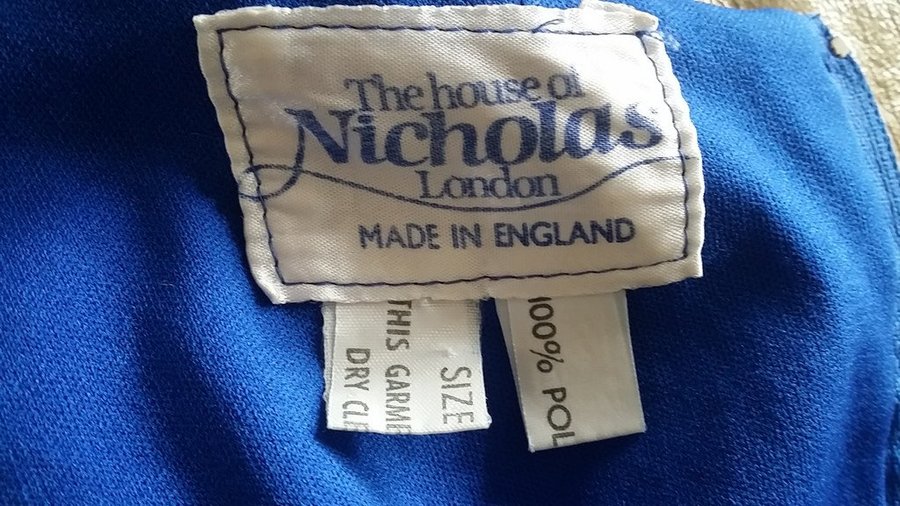 The house of
Nicholas
London
MADE IN ENGLAND
SIZE
THIS GARME
DRY CLE
100% POL